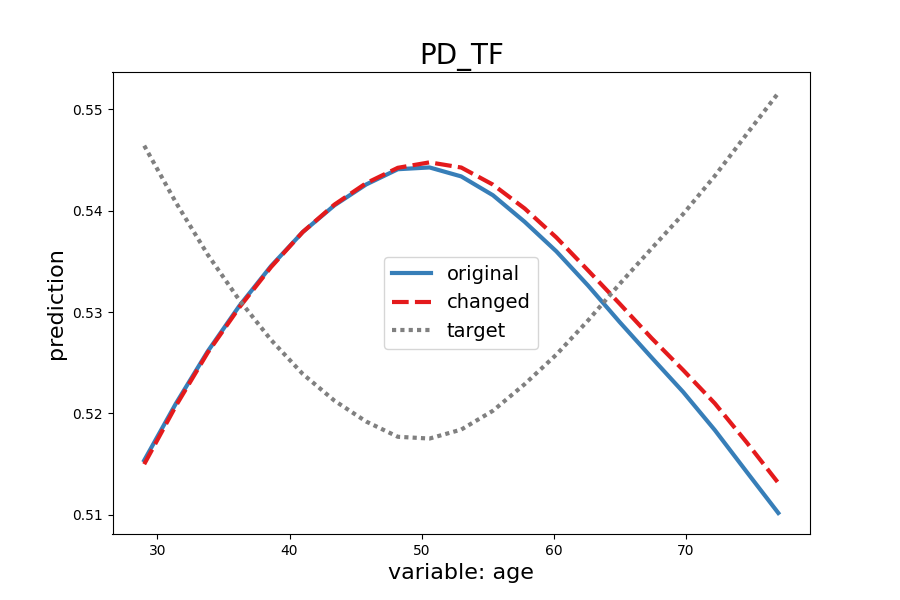 PD_TF
prediction
0.55
0.54
0.53
0.52
0.51
original
changed
target
30 40 50 60 70
variable: age